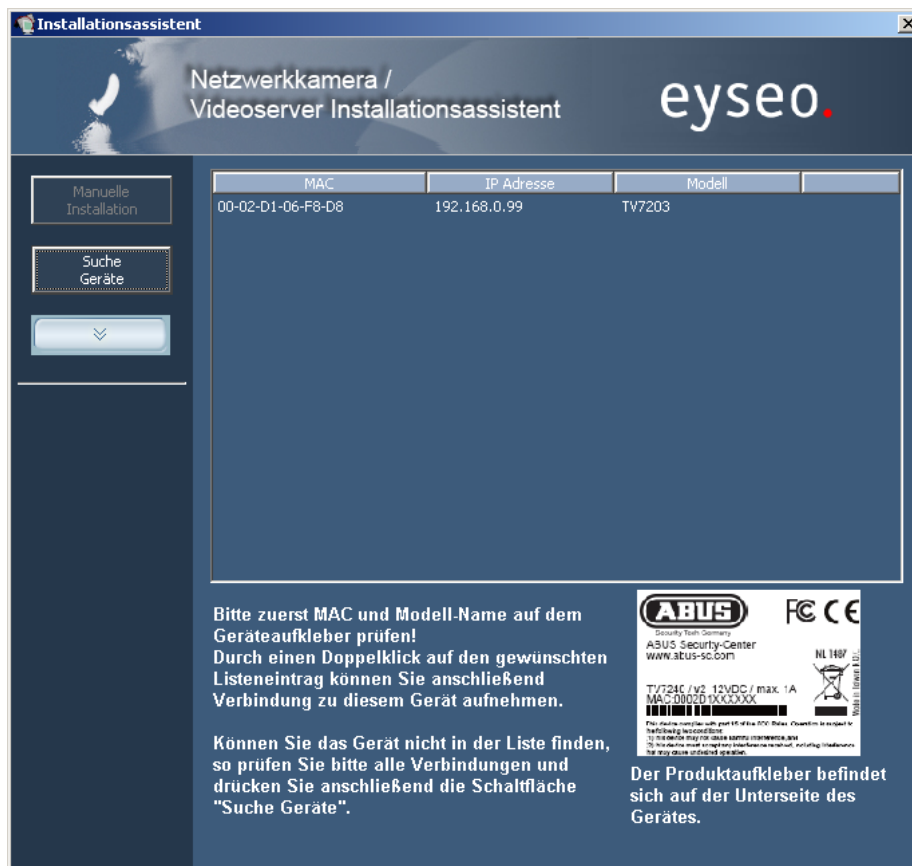 Installationsassistent
Netzwerkkamera /
Videoserver Installationsassistent
eyseo.
Manuelle
Installation
Suche
Geräte
MAC IP Adresse Modell
00-02-D1-06-F8-D8 192.168.0.99 TV7203
Bitte zuerst MAC und Modell-Name auf dem
Geräteaufkleber prüfen!
Durch einen Doppelklick auf den gewünschten
Listeneintrag können Sie anschließend
Verbindung zu diesem Gerät aufnehmen.
Können Sie das Gerät nicht in der Liste finden,
so prüfen Sie bitte alle Verbindungen und
drücken Sie anschließend die Schaltfläche
"Suche Geräte".
ABUS
Security Tech Germany
FC CE
ABUS Security-Center
www.abus-sc.com
TV7240 / v2 12VDC / max. 1A
MAC:0002D1XXXXXX
Der Produktaufkleber befindet
sich auf der Unterseite des
Gerätes.